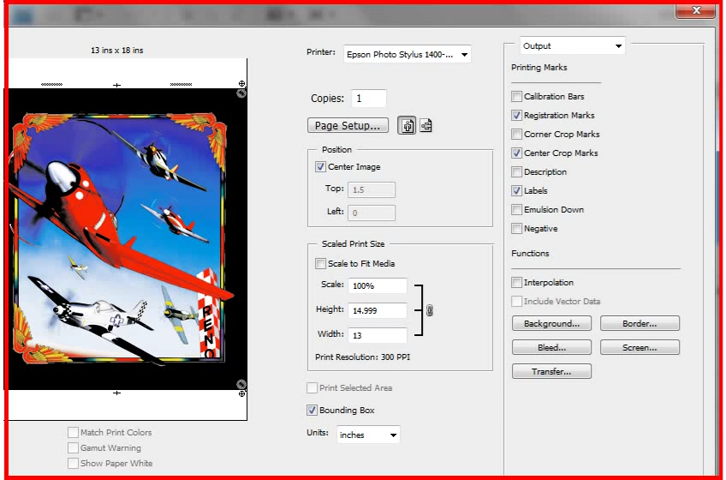 13 ins x 18 ins
RENO
Match Print Colors
Gamut Warning
Show Paper White
Printer: Epson Photo Stylus 1400-...
Copies: 1
Page Setup...
Position
Center Image
Top: 1.5
Left: 0
Scaled Print Size
Scale to Fit Media
Scale: 100%
Height: 14.999
Width: 13
Print Resolution: 300 PPI
Print Selected Area
Bounding Box
Units: inches
Output
Printing Marks
Calibration Bars
Registration Marks
Corner Crop Marks
Center Crop Marks
Description
Labels
Emulsion Down
Negative
Functions
Interpolation
Include Vector Data
Background... Border...
Bleed... Screen...
Transfer...